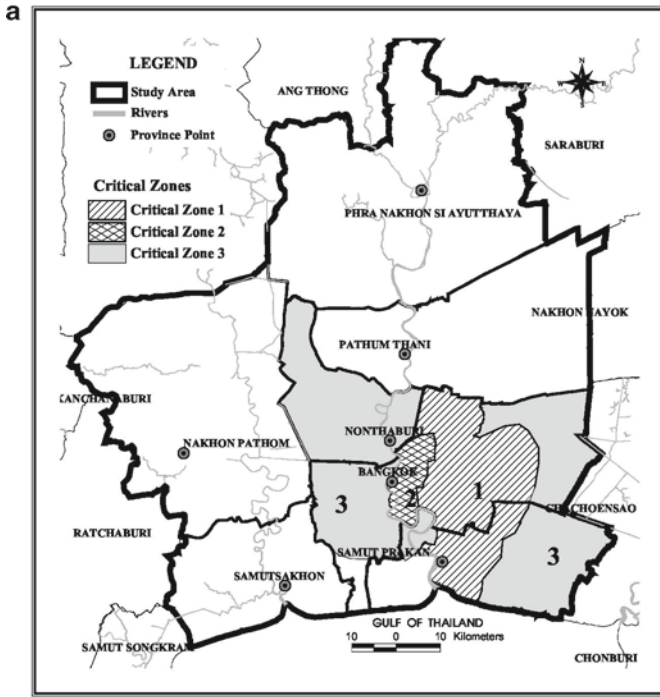 a
LEGEND
Study Area
Rivers
Province Point
Critical Zones
Critical Zone 1
Critical Zone 2
Critical Zone 3
N
W
E
S
ANG THONG
SARABURI
PHRA NAKHON SI AYUTTHAYA
NAKHON NAYOK
PATHUM THANI
KANCHANABURI
NAKHON PATHOM
NONTHABURI
BANGKOK
1
2
3
CHACHOENSAO
RATCHABURI
SAMUT PRAKAN
3
SAMUTSAKHON
GULF OF THAILAND
10 0 10 Kilometers
SAMUT SONGKRAM
CHONBURI